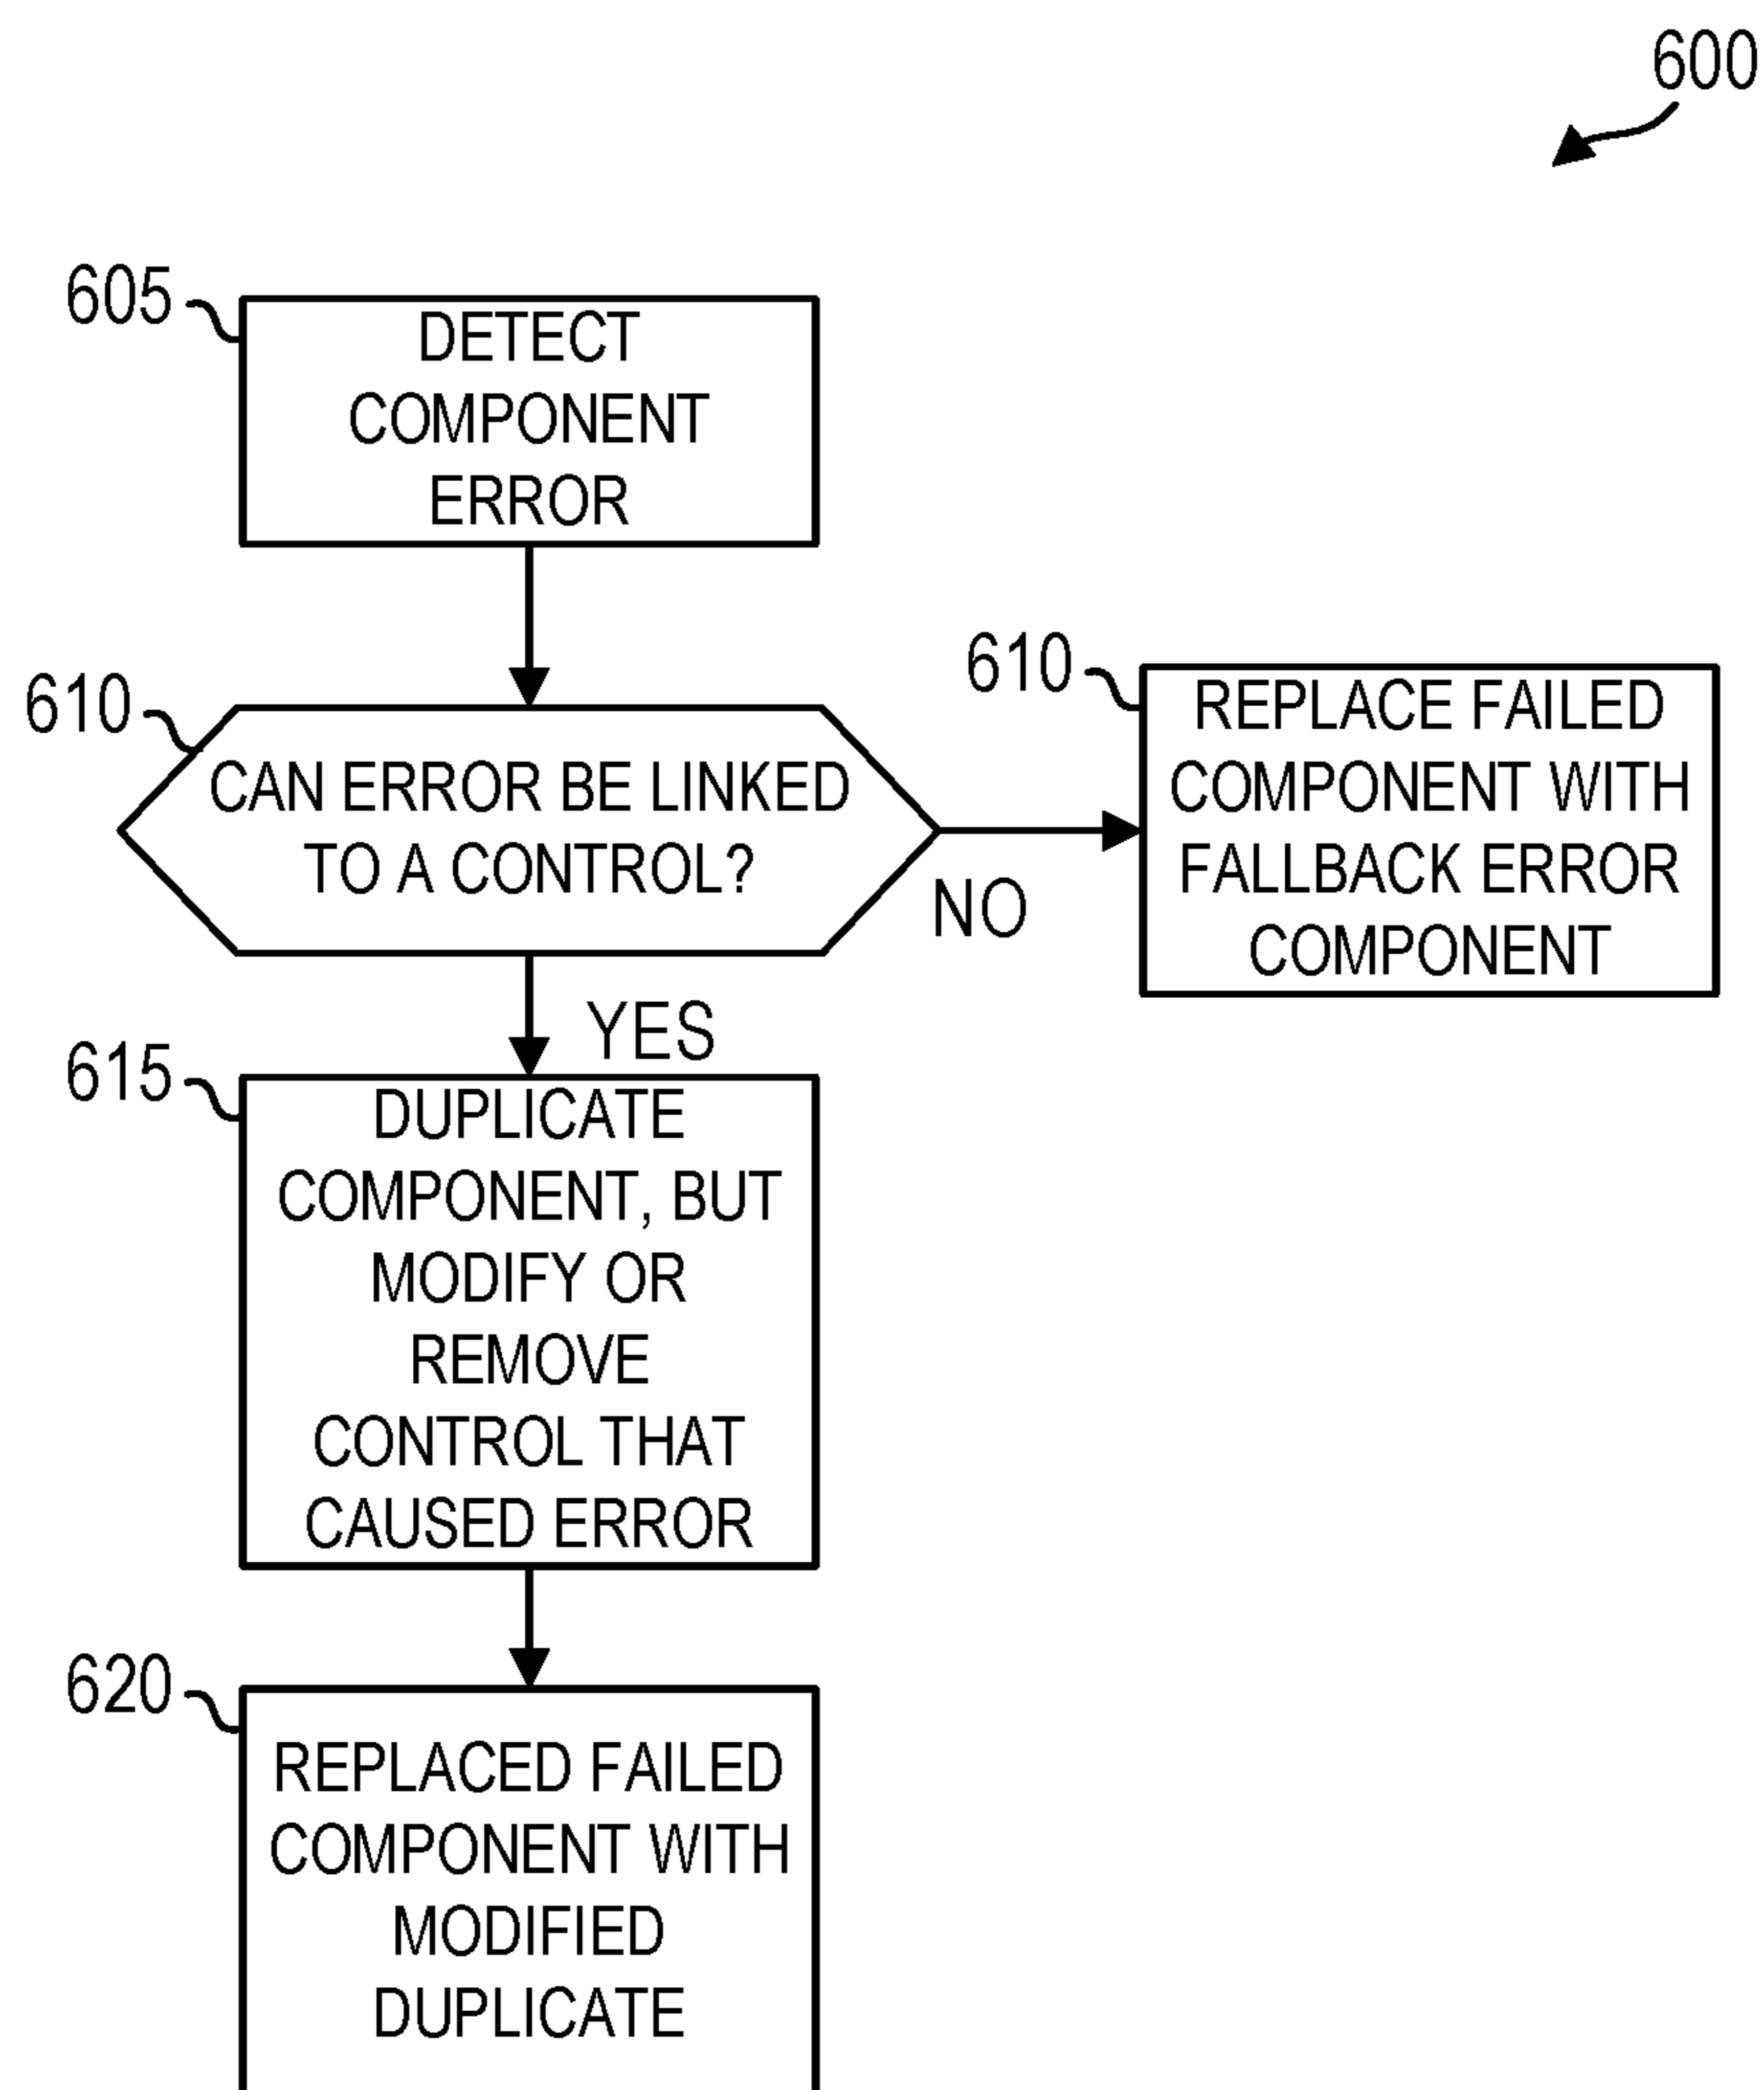 600
605
DETECT
COMPONENT
ERROR
610
CAN ERROR BE LINKED
TO A CONTROL?
NO
610
REPLACE FAILED
COMPONENT WITH
FALLBACK ERROR
COMPONENT
YES
615
DUPLICATE
COMPONENT, BUT
MODIFY OR
REMOVE
CONTROL THAT
CAUSED ERROR
620
REPLACED FAILED
COMPONENT WITH
MODIFIED
DUPLICATE